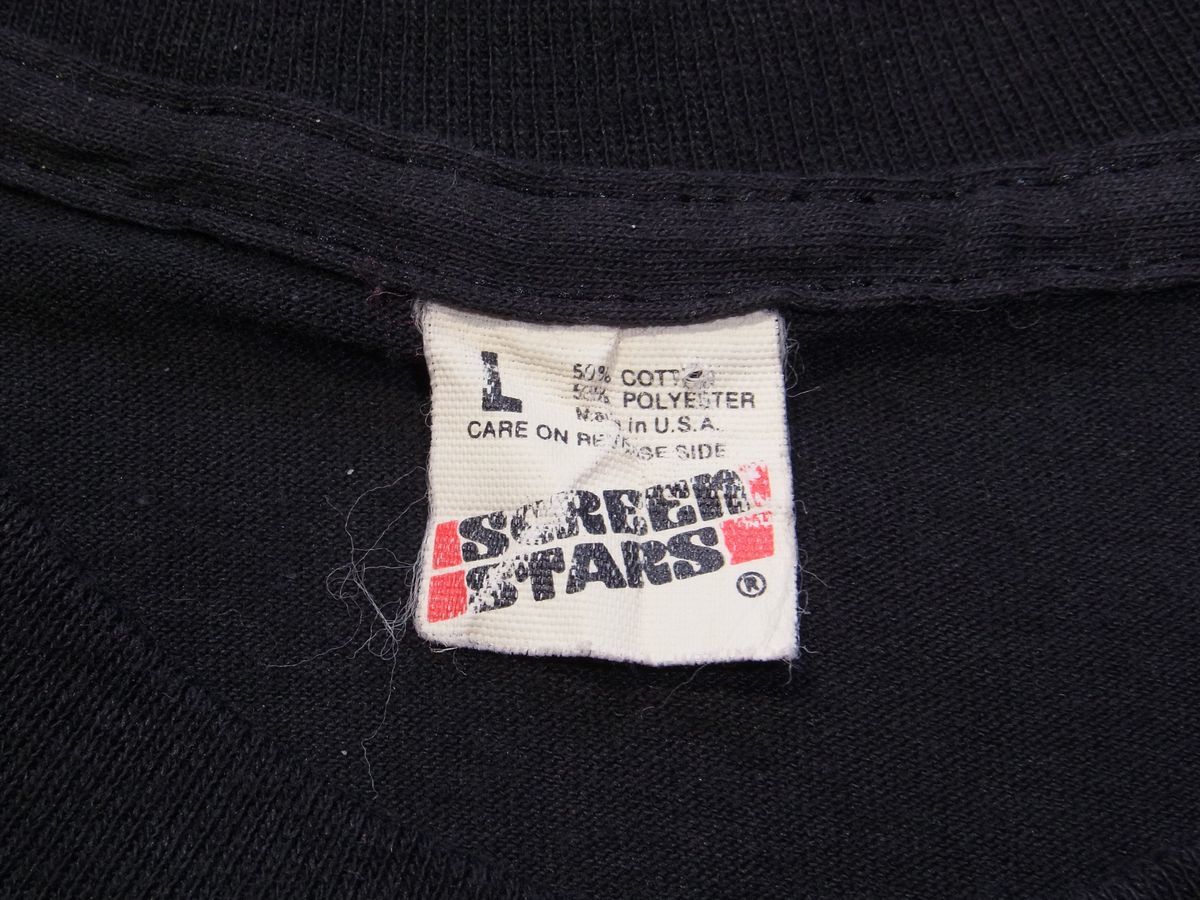 L
50% COTTON
50% POLYESTER
Made in U.S.A.
CARE ON REVERSE SIDE
SCREEN
STARS
®